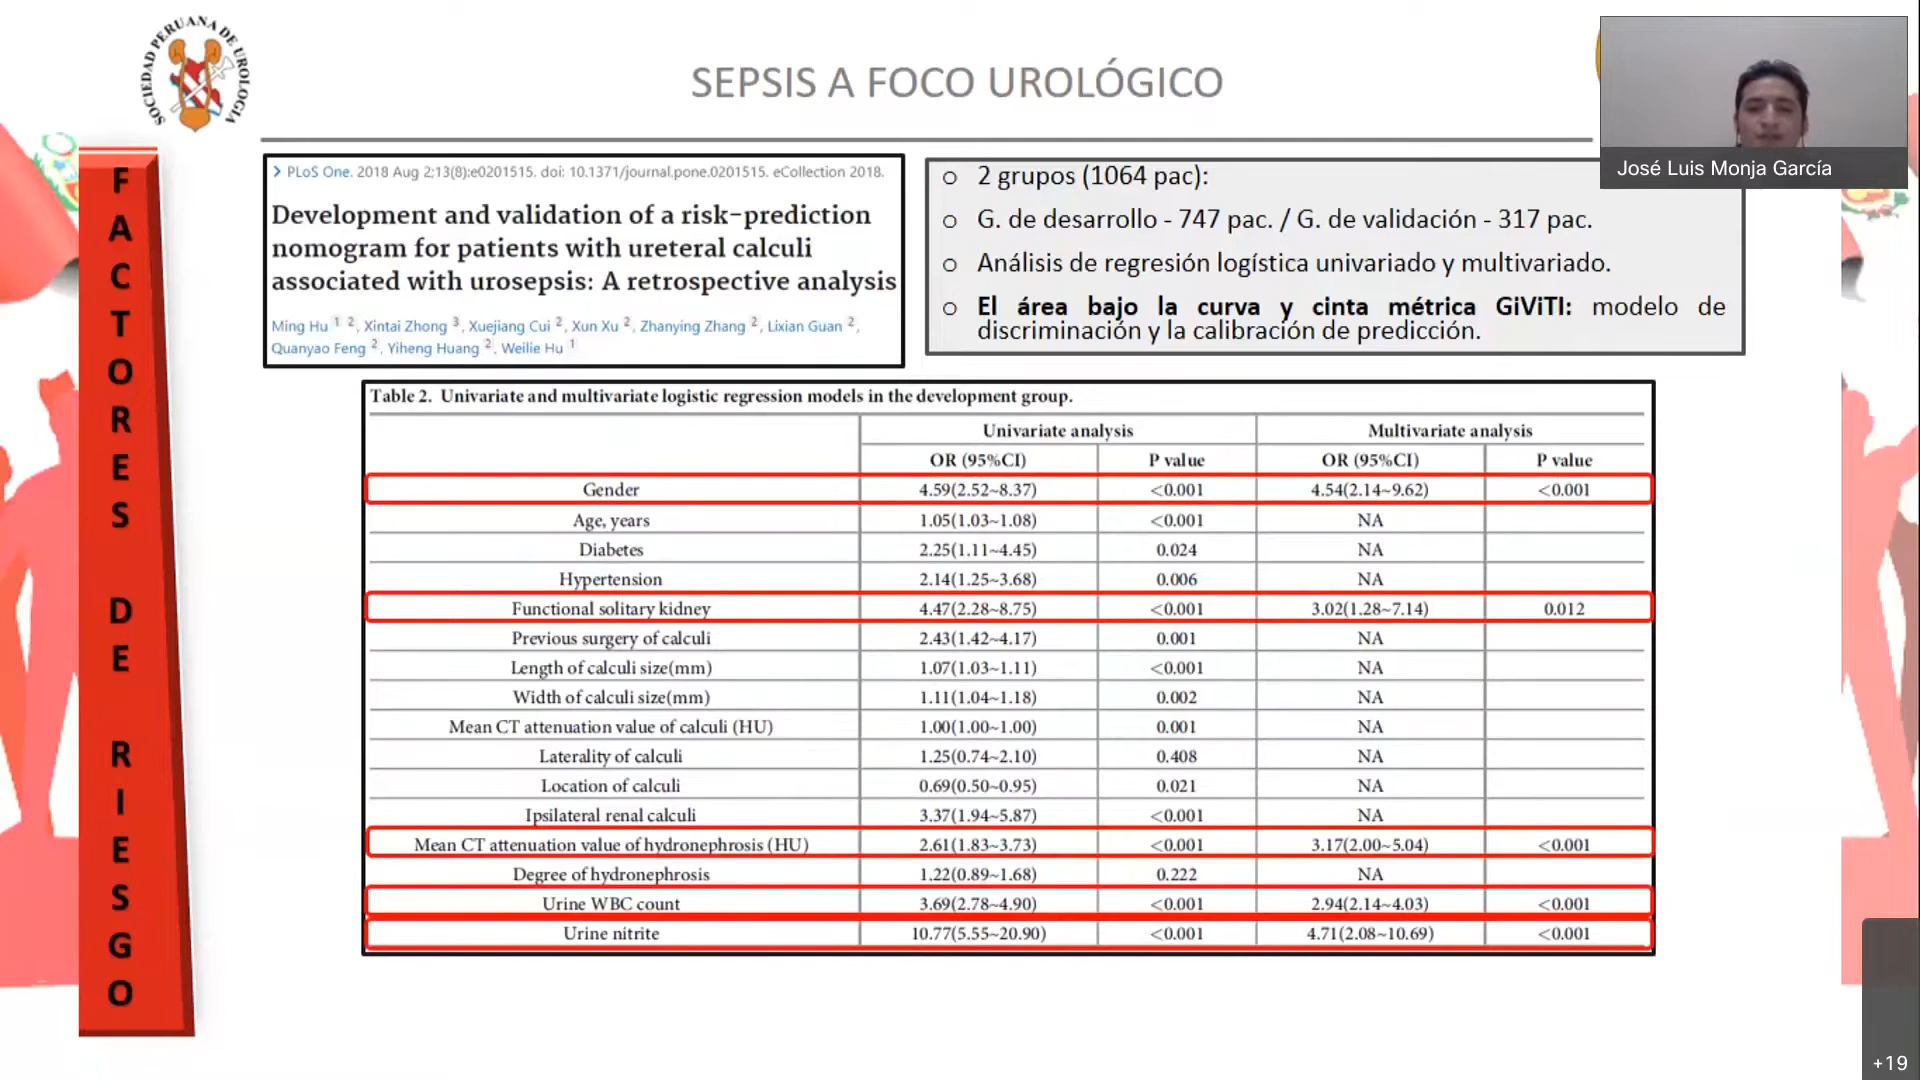 SOCIEDAD PERUANA DE UROLOGIA
SEPSIS A FOCO UROLÓGICO
José Luis Monja García
FACTORES DE RIESGO
PLoS One. 2018 Aug 2;13(8):e0201515. doi: 10.1371/journal.pone.0201515. eCollection 2018.
Development and validation of a risk-prediction
nomogram for patients with ureteral calculi
associated with urosepsis: A retrospective analysis
Ming Hu 1 2, Xintai Zhong 3, Xuejiang Cui 2, Xun Xu 2, Zhanying Zhang 2, Lixian Guan 2,
Quanyao Feng 2, Yiheng Huang 2, Weilie Hu 1
o 2 grupos (1064 pac):
o G. de desarrollo - 747 pac. / G. de validación - 317 pac.
o Análisis de regresión logística univariado y multivariado.
o El área bajo la curva y cinta métrica GiViTI: modelo de
discriminación y la calibración de predicción.
Table 2. Univariate and multivariate logistic regression models in the development group.
Univariate analysis Multivariate analysis
OR (95%CI) P value OR (95%CI) P value
Gender 4.59(2.52~8.37) <0.001 4.54(2.14~9.62) <0.001
Age, years 1.05(1.03~1.08) <0.001 NA
Diabetes 2.25(1.11~4.45) 0.024 NA
Hypertension 2.14(1.25~3.68) 0.006 NA
Functional solitary kidney 4.47(2.28~8.75) <0.001 3.02(1.28~7.14) 0.012
Previous surgery of calculi 2.43(1.42~4.17) 0.001 NA
Length of calculi size(mm) 1.07(1.03~1.11) <0.001 NA
Width of calculi size(mm) 1.11(1.04~1.18) 0.002 NA
Mean CT attenuation value of calculi (HU) 1.00(1.00~1.00) 0.001 NA
Laterality of calculi 1.25(0.74~2.10) 0.408 NA
Location of calculi 0.69(0.50~0.95) 0.021 NA
Ipsilateral renal calculi 3.37(1.94~5.87) <0.001 NA
Mean CT attenuation value of hydronephrosis (HU) 2.61(1.83~3.73) <0.001 3.17(2.00~5.04) <0.001
Degree of hydronephrosis 1.22(0.89~1.68) 0.222 NA
Urine WBC count 3.69(2.78~4.90) <0.001 2.94(2.14~4.03) <0.001
Urine nitrite 10.77(5.55~20.90) <0.001 4.71(2.08~10.69) <0.001
+19